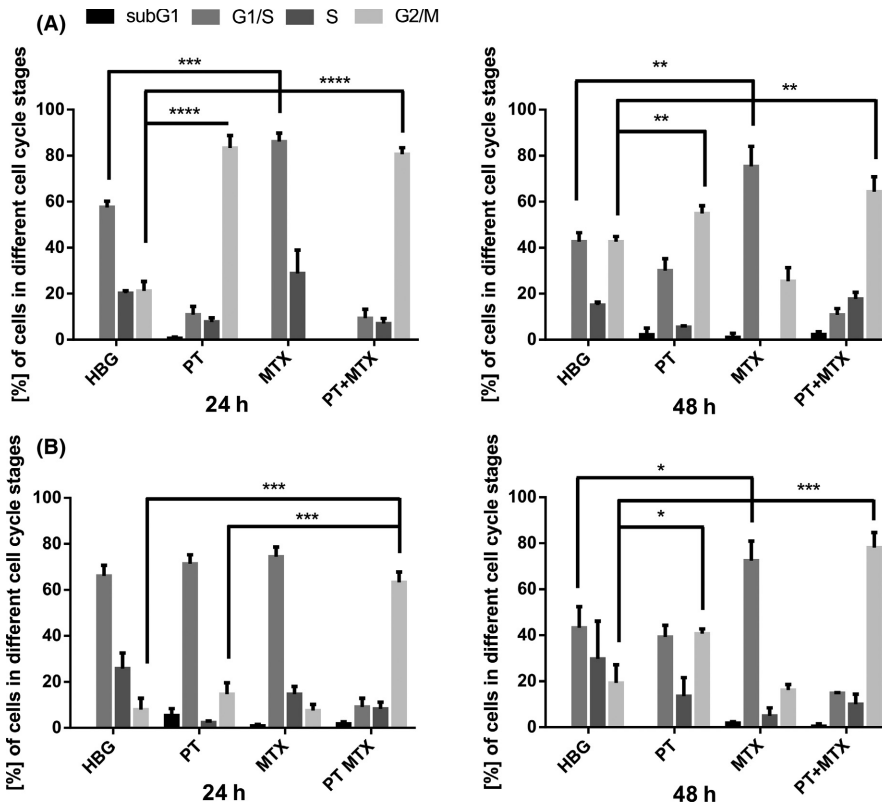 (A) subG1 G1/S S G2/M
[%] of cells in different cell cycle stages
100
80
60
40
20
0
***
****
****
HBG PT MTX PT+MTX
24 h
[%] of cells in different cell cycle stages
100
80
60
40
20
0
**
**
**
HBG PT MTX PT+MTX
48 h
(B)
[%] of cells in different cell cycle stages
100
80
60
40
20
0
***
***
HBG PT MTX PT MTX
24 h
[%] of cells in different cell cycle stages
100
80
60
40
20
0
*
***
*
HBG PT MTX PT+MTX
48 h